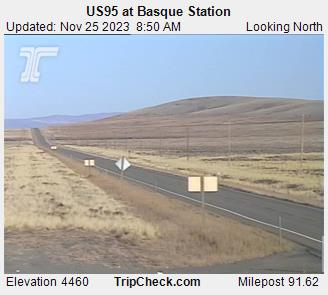 US95 at Basque Station
Updated: Nov 25 2023 8:50 AM Looking North
Elevation 4460 TripCheck.com Milepost 91.62